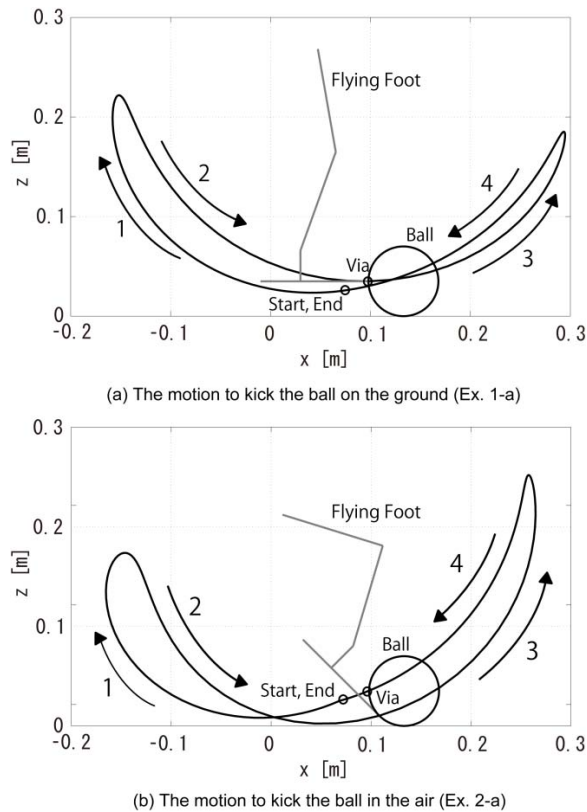 0.3
Flying Foot
0.2
z [m]
2
4
1
0.1
Ball
3
Via
Start, End
0
-0.2
-0.1
0
0.1
0.2
0.3
x [m]
(a) The motion to kick the ball on the ground (Ex. 1-a)
0.3
Flying Foot
0.2
z [m]
4
2
0.1
Ball
3
1
Start, End
Via
0
-0.2
-0.1
0
0.1
0.2
0.3
x [m]
(b) The motion to kick the ball in the air (Ex. 2-a)